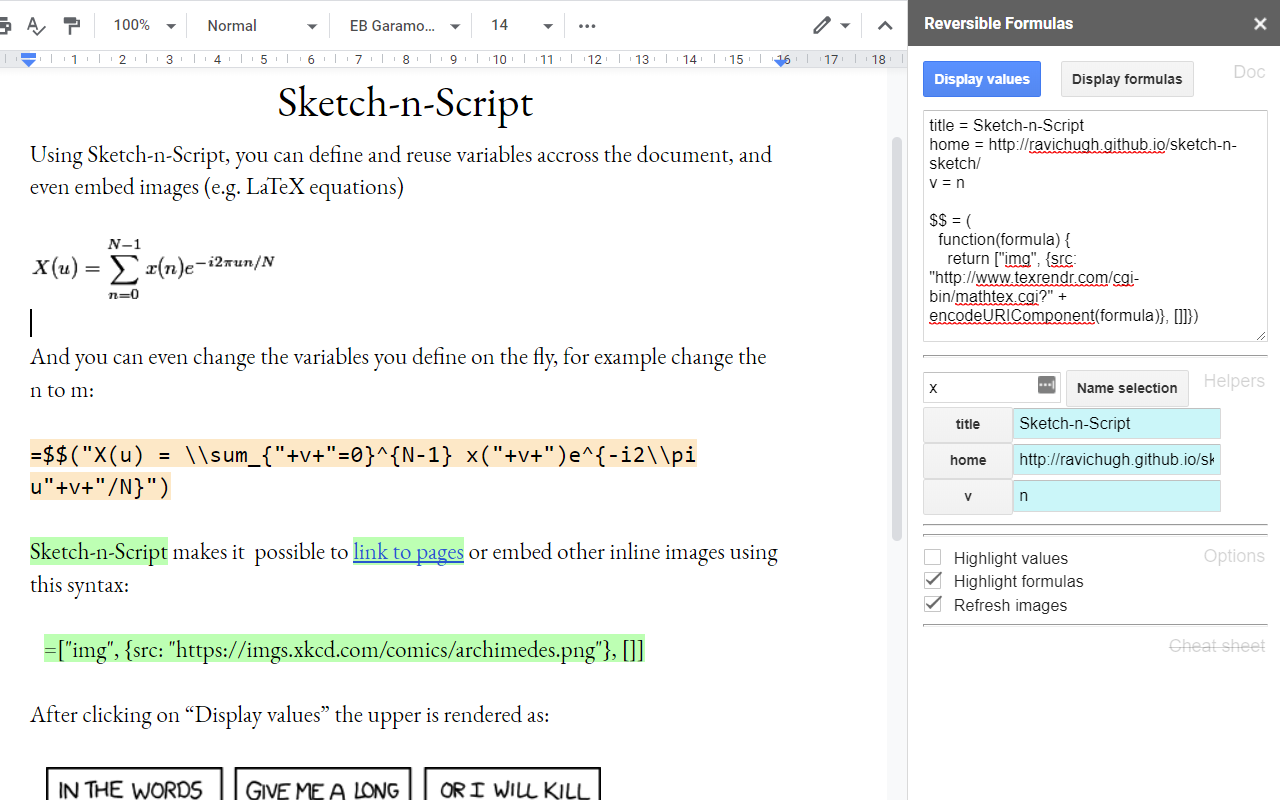 100% Normal EB Garamo... 14
Reversible Formulas
1 2 3 4 5 6 7 8 9 10 11 12 13 14 15 16 17 18
Sketch-n-Script
Using Sketch-n-Script, you can define and reuse variables accross the document, and
even embed images (e.g. LaTeX equations)
X(u) = ∑_{n=0}^{N−1} x(n)e^{−i2πun/N}
And you can even change the variables you define on the fly, for example change the
n to m:
=$$("X(u) = \\sum_{"+v+"=0}^{N-1} x("+v+")e^{-i2\\pi
u"+v+"/N}")
Sketch-n-Script makes it  possible to link to pages or embed other inline images using
this syntax:
=["img", {src: "https://imgs.xkcd.com/comics/archimedes.png"}, []]
After clicking on “Display values” the upper is rendered as:
IN THE WORDS
GIVE ME A LONG
OR I WILL KILL
Display values
Display formulas
Doc
title = Sketch-n-Script
home = http://ravichugh.github.io/sketch-n-
sketch/
v = n
$$ = (
function(formula) {
return ["img", {src:
"http://www.texrendr.com/cgi-
bin/mathtex.cgi?" +
encodeURIComponent(formula)}, []]})
x
Name selection
Helpers
title Sketch-n-Script
home http://ravichugh.github.io/sk
v n
Highlight values
Options
Highlight formulas
Refresh images
Cheat sheet